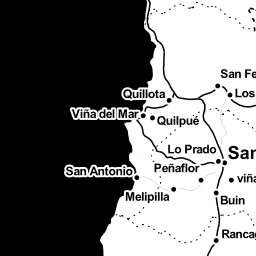 San Fe
Quillota
Los
Viña del Mar
Quilpué
Lo Prado
San
Peñaflor
San Antonio
viña
Melipilla
Buin
Rancag